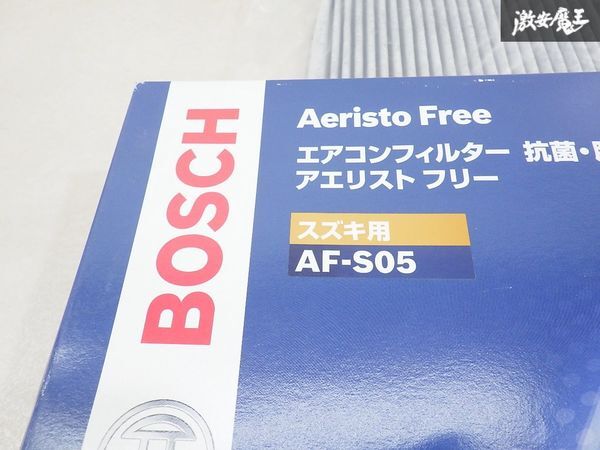 激安魔王
BOSCH
Aeristo Free
エアコンフィルター 抗菌・
アエリスト フリー
スズキ用
AF-S05